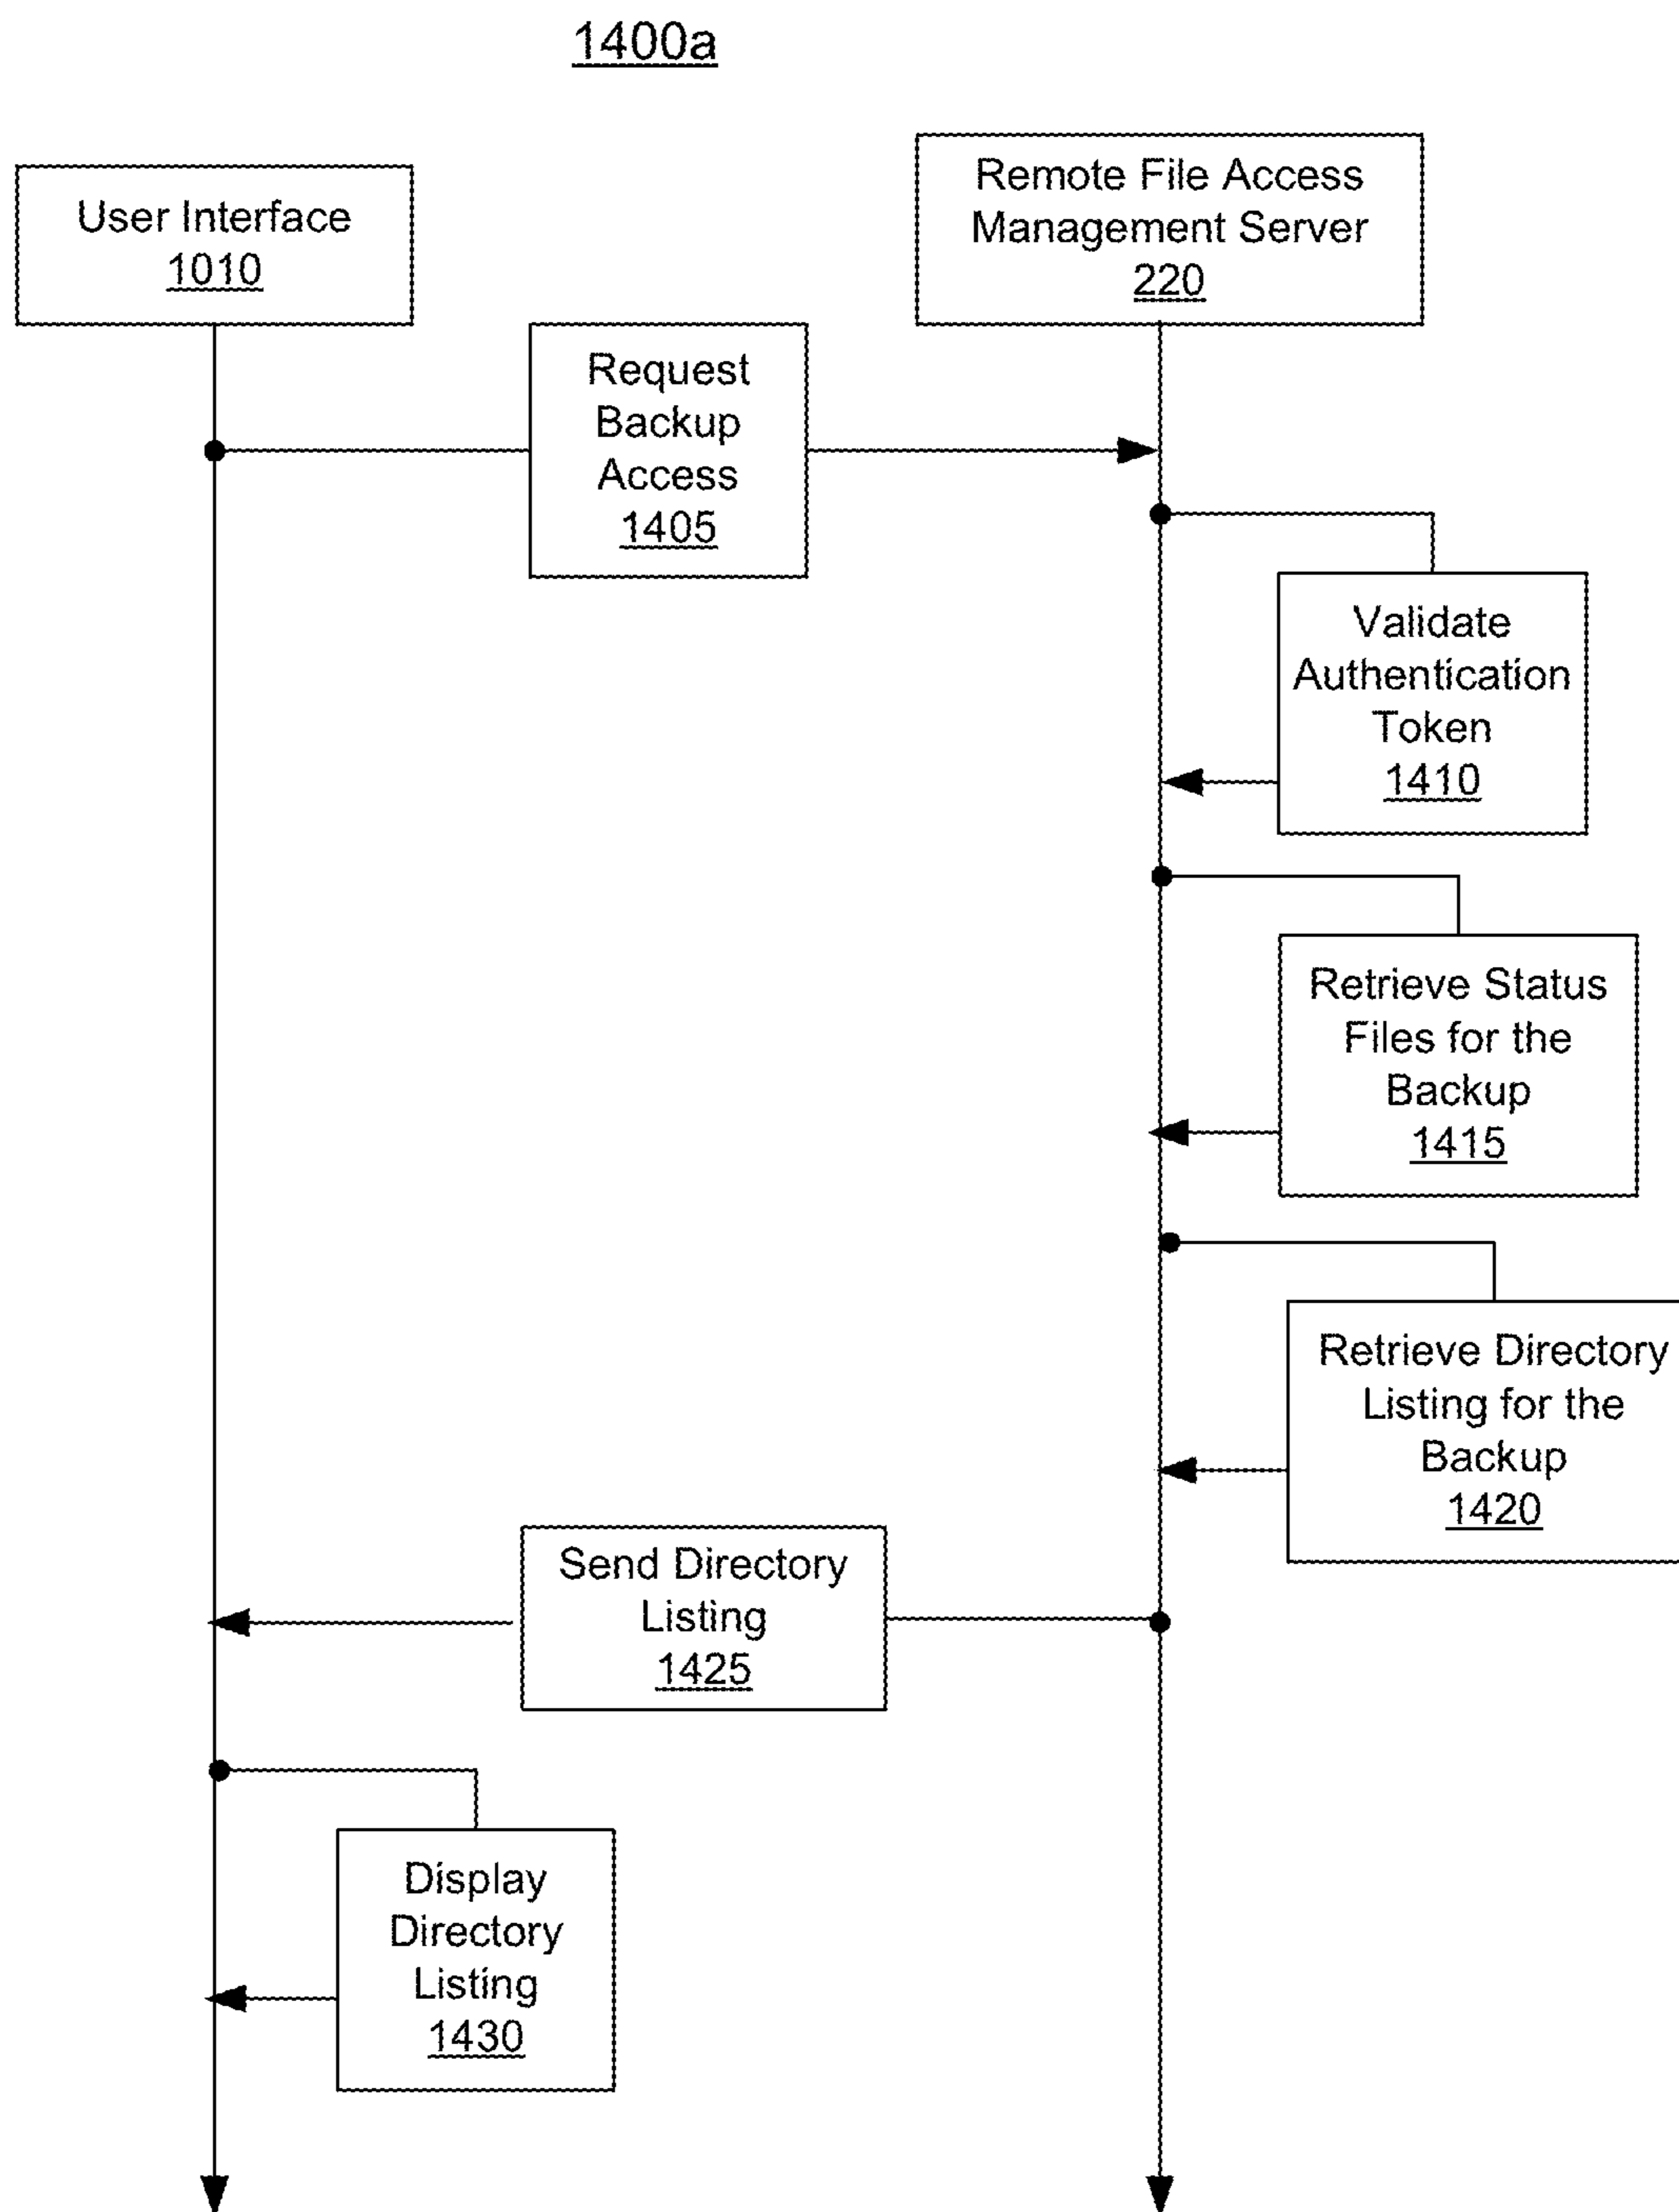 1400a
User Interface
1010
Remote File Access
Management Server
220
Request
Backup
Access
1405
Validate
Authentication
Token
1410
Retrieve Status
Files for the
Backup
1415
Retrieve Directory
Listing for the
Backup
1420
Send Directory
Listing
1425
Display
Directory
Listing
1430